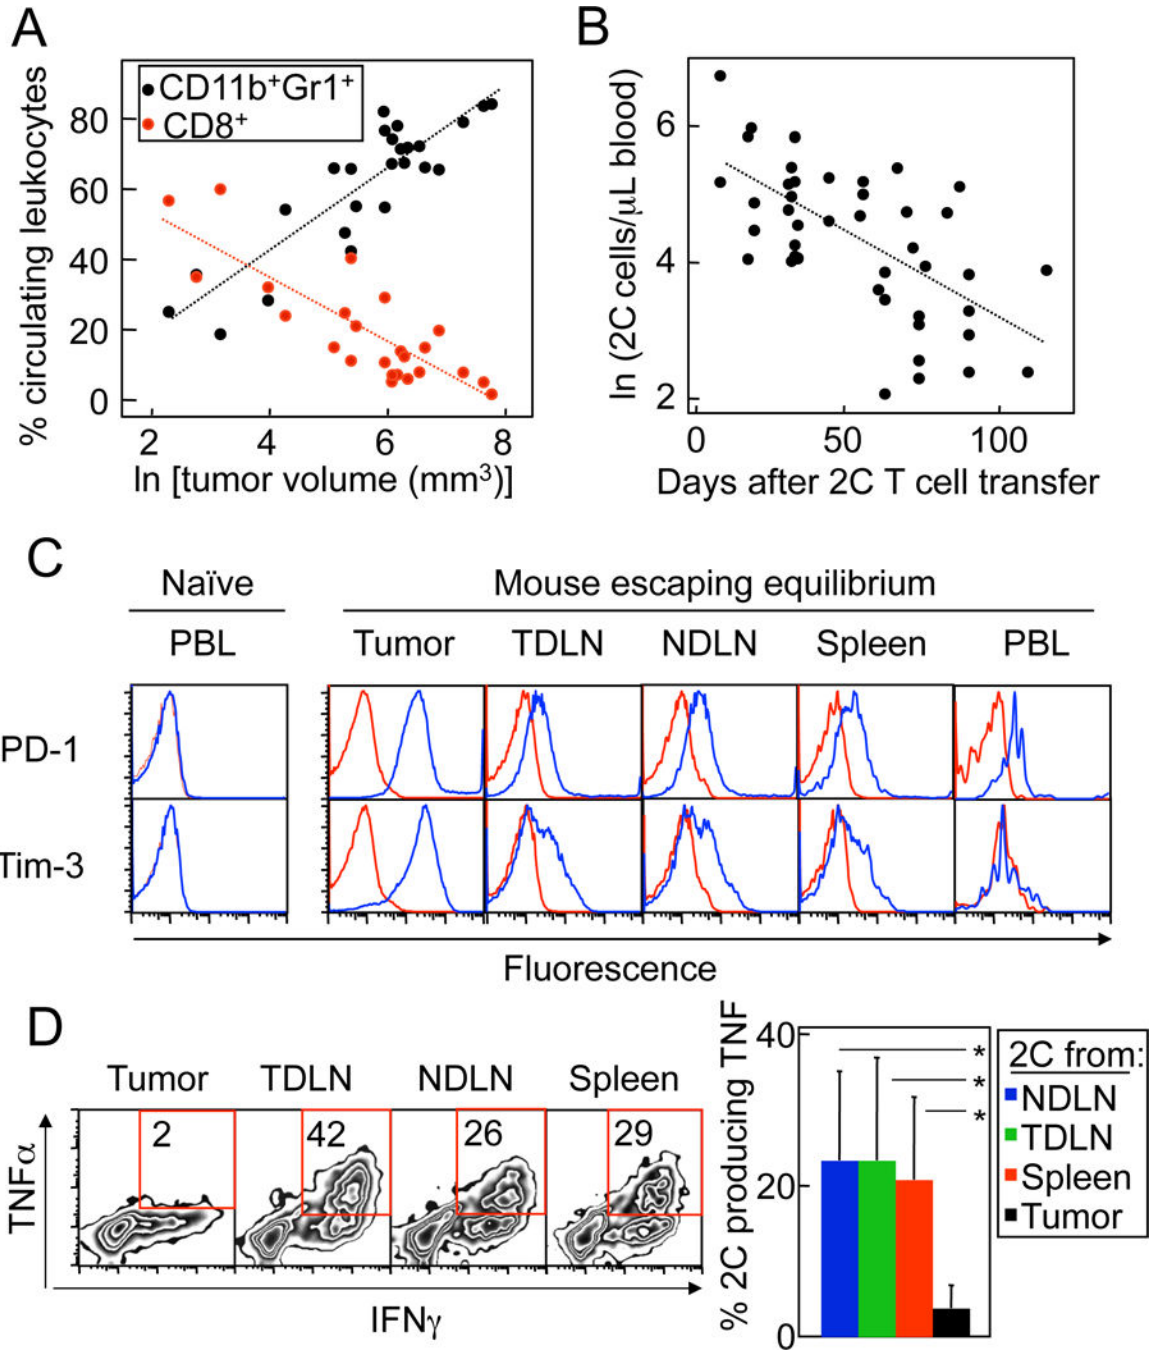 A
% circulating leukocytes
CD11b+Gr1+
CD8+
80
60
40
20
0
2 4 6 8
ln [tumor volume (mm³)]
B
ln (2C cells/μL blood)
6
4
2
0 50 100
Days after 2C T cell transfer
C
Naïve Mouse escaping equilibrium
PBL Tumor TDLN NDLN Spleen PBL
PD-1
Tim-3
Fluorescence
D
Tumor TDLN NDLN Spleen
TNFα
2 42 26 29
IFNγ
% 2C producing TNF
40
20
0
*
*
*
2C from:
NDLN
TDLN
Spleen
Tumor